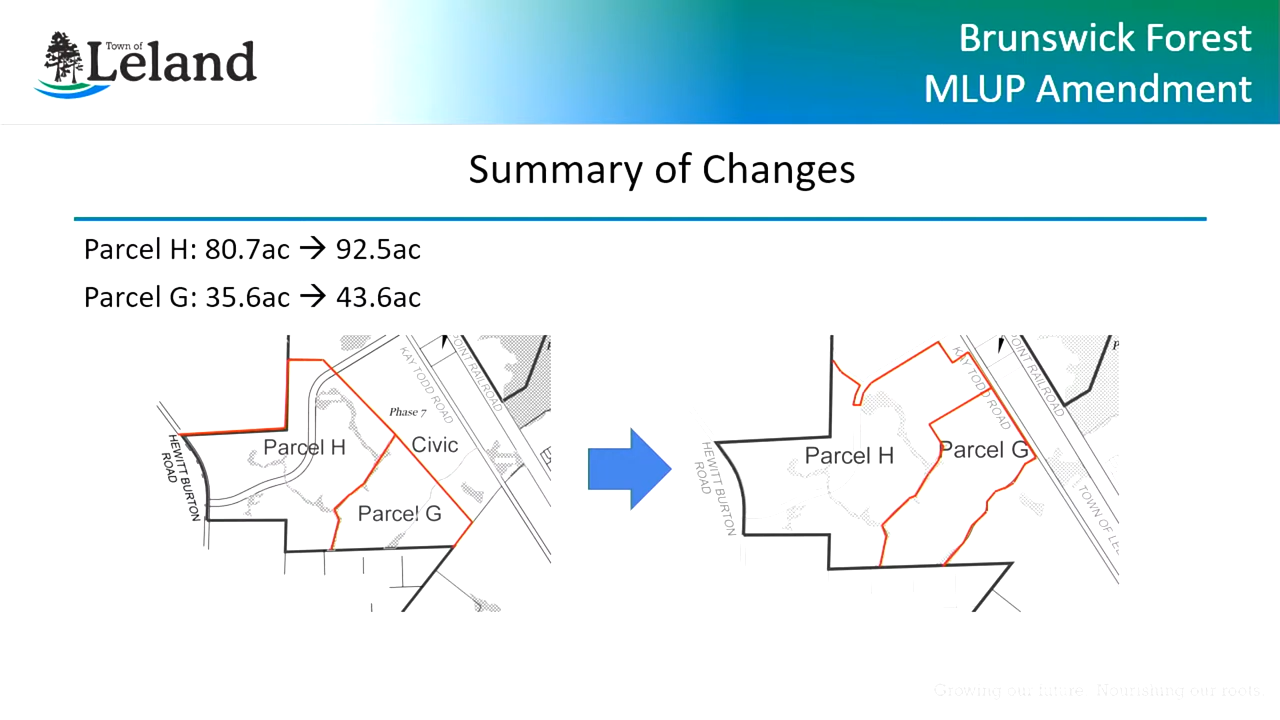 Town of
Leland
Brunswick Forest
MLUP Amendment
Summary of Changes
Parcel H: 80.7ac → 92.5ac
Parcel G: 35.6ac → 43.6ac
POINT RAILROAD
KAY TODD ROAD
Phase 7
Civic
Parcel H
Parcel G
HEWITT BURTON
ROAD
POINT RAILROAD
KAY TODD ROAD
Parcel H
Parcel G
HEWITT BURTON
ROAD
TOWN OF
Growing our future. Nourishing our roots.